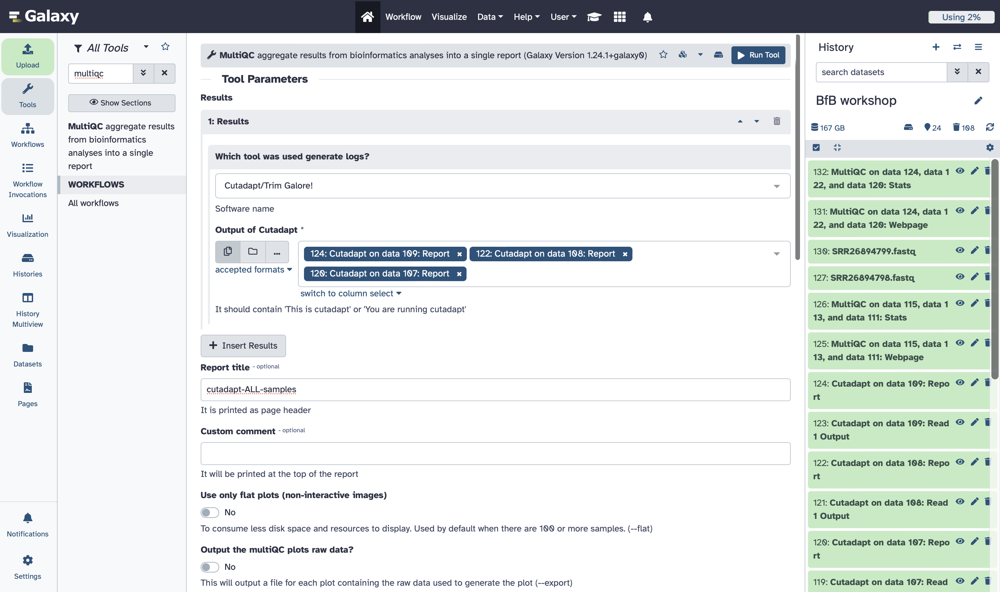 Galaxy
Workflow
Visualize
Data
Help
User
Using 2%
Upload
Tools
Workflows
Workflow
Invocations
Visualization
Histories
History
Multiview
Datasets
Pages
Notifications
Settings
All Tools
multiqc
Show Sections
MultiQC aggregate results
from bioinformatics
analyses into a single
report
WORKFLOWS
All workflows
MultiQC aggregate results from bioinformatics analyses into a single report (Galaxy Version 1.24.1+galaxy0)
Run Tool
Tool Parameters
Results
1: Results
Which tool was used generate logs?
Cutadapt/Trim Galore!
Software name
Output of Cutadapt *
...
accepted formats
124: Cutadapt on data 109: Report
122: Cutadapt on data 108: Report
120: Cutadapt on data 107: Report
switch to column select
It should contain 'This is cutadapt' or 'You are running cutadapt'
Insert Results
Report title - optional
cutadapt-ALL-samples
It is printed as page header
Custom comment - optional
It will be printed at the top of the report
Use only flat plots (non-interactive images)
No
To consume less disk space and resources to display. Used by default when there are 100 or more samples. (--flat)
Output the multiQC plots raw data?
No
This will output a file for each plot containing the raw data used to generate the plot (--export)
History
search datasets
BfB workshop
167 GB
24
108
132: MultiQC on data 124, data 1
22, and data 120: Stats
131: MultiQC on data 124, data 1
22, and data 120: Webpage
130: SRR26894799.fastq
127: SRR26894798.fastq
126: MultiQC on data 115, data 1
13, and data 111: Stats
125: MultiQC on data 115, data 1
13, and data 111: Webpage
124: Cutadapt on data 109: Repo
rt
123: Cutadapt on data 109: Read
1 Output
122: Cutadapt on data 108: Repo
rt
121: Cutadapt on data 108: Read
1 Output
120: Cutadapt on data 107: Repo
rt
119: Cutadapt on data 107: Read